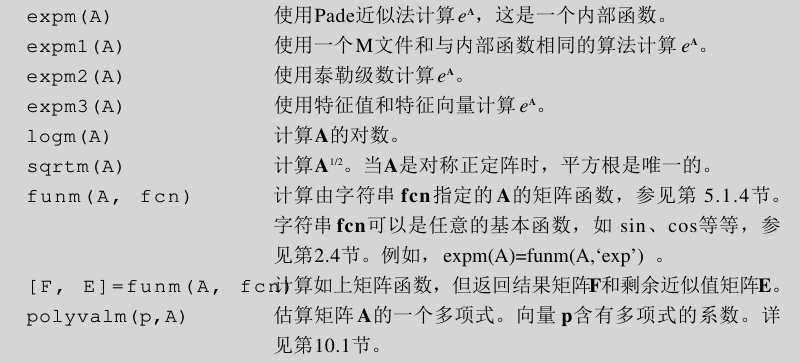 expm(A) 使用Pade近似法计算eᴬ，这是一个内部函数。
expm1(A) 使用一个M文件和与内部函数相同的算法计算eᴬ。
expm2(A) 使用泰勒级数计算eᴬ。
expm3(A) 使用特征值和特征向量计算eᴬ。
logm(A) 计算A的对数。
sqrtm(A) 计算A¹/²。当A是对称正定阵时，平方根是唯一的。
funm(A, fcn) 计算由字符串fcn指定的A的矩阵函数，参见第 5.1.4节。
字符串fcn可以是任意的基本函数，如 sin、cos等等，参
见第2.4节。例如，expm(A)=funm(A,‘exp’) 。
[F, E]=funm(A, fcn) 计算如上矩阵函数，但返回结果矩阵F和剩余近似值矩阵E。
polyvalm(p,A) 估算矩阵A的一个多项式。向量 p含有多项式的系数。详
见第10.1节。